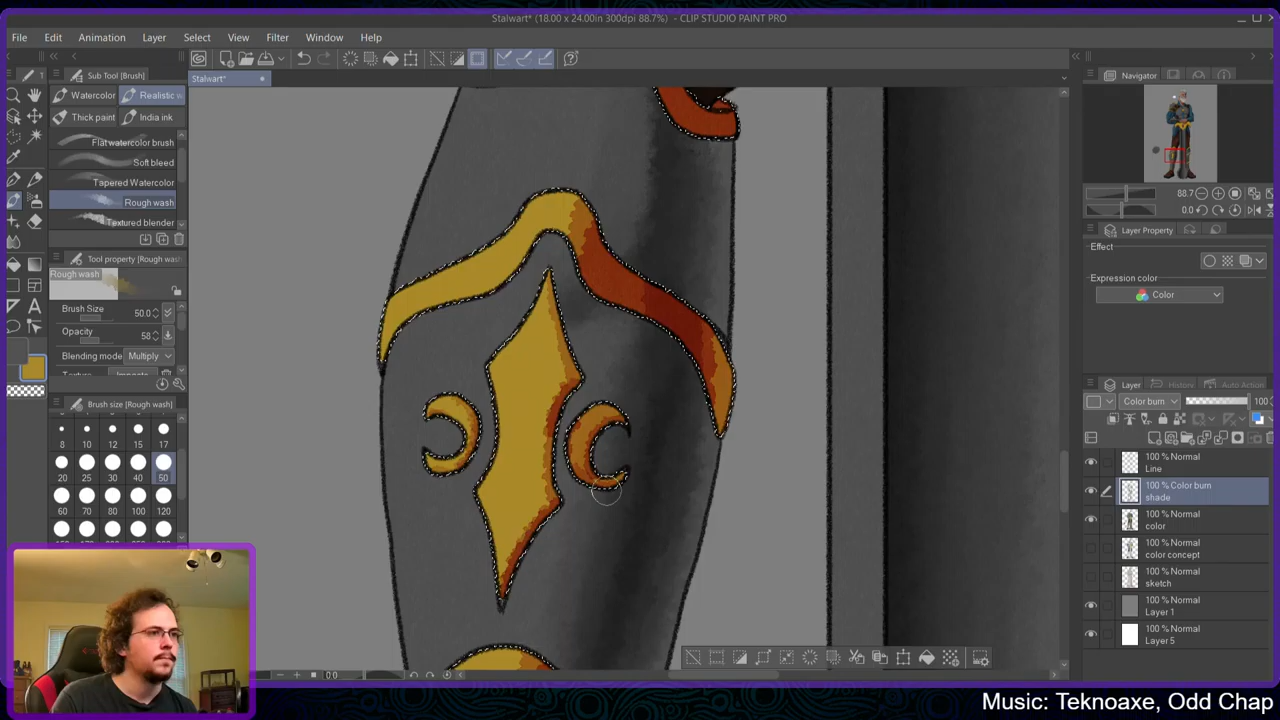 Stalwart* (18.00 x 24.00in 300dpi 88.7%) - CLIP STUDIO PAINT PRO
File Edit Animation Layer Select View Filter Window Help
Sub Tool [Brush]
Stalwart*
Navigator
Watercolor
Realistic w
Thick paint
India ink
Flat watercolor brush
Soft bleed
Tapered Watercolor
Rough wash
Textured blender
88.7
0.0
Layer Property
Effect
Expression color
Color
Tool property [Rough wash]
Rough wash
Brush Size 50.0
Opacity 58
Blending mode Multiply
Brush size [Rough wash]
8 10 12 15 17
20 25 30 40 50
60 70 80 100 120
Layer
History
Auto Action
Color burn
100
100 % Normal
Line
100 % Color burn
shade
100 % Normal
color
100 % Normal
color concept
100 % Normal
sketch
100 % Normal
Layer 1
100 % Normal
Layer 5
0.0
Music: Teknoaxe, Odd Chap